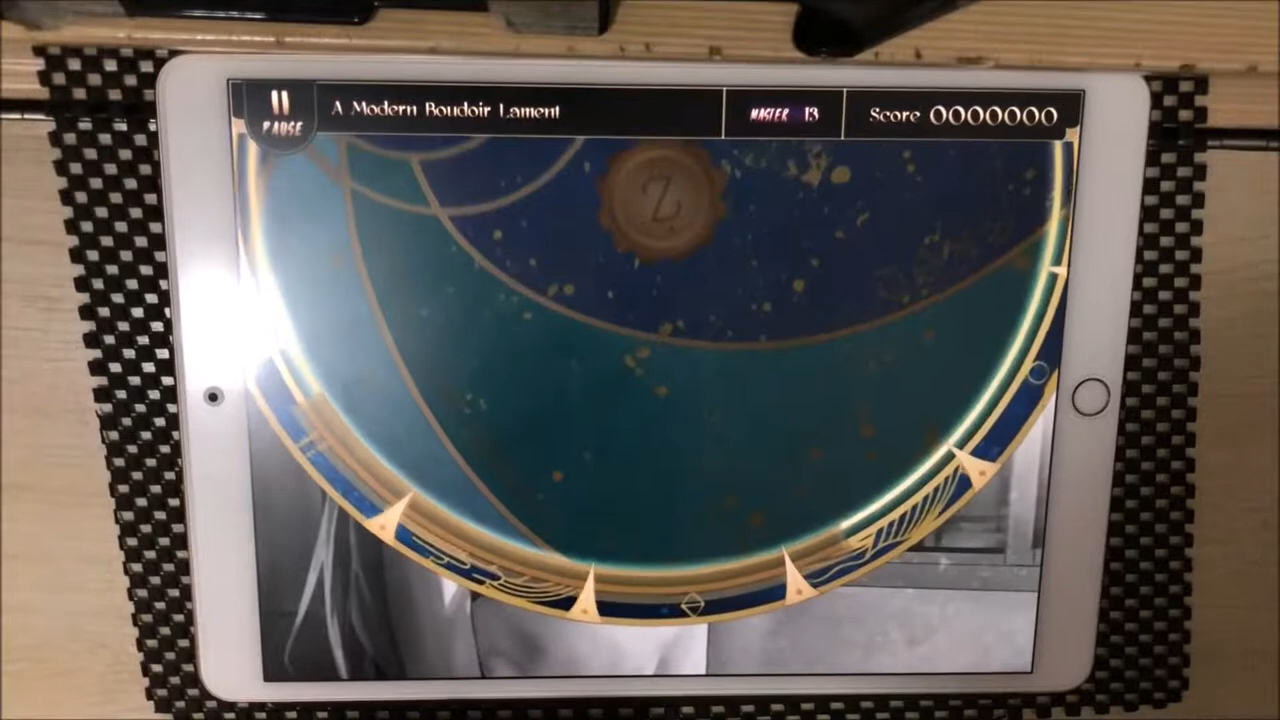 PAUSE
A Modern Boudoir Lament
MASTER 13
Score 0000000
Z